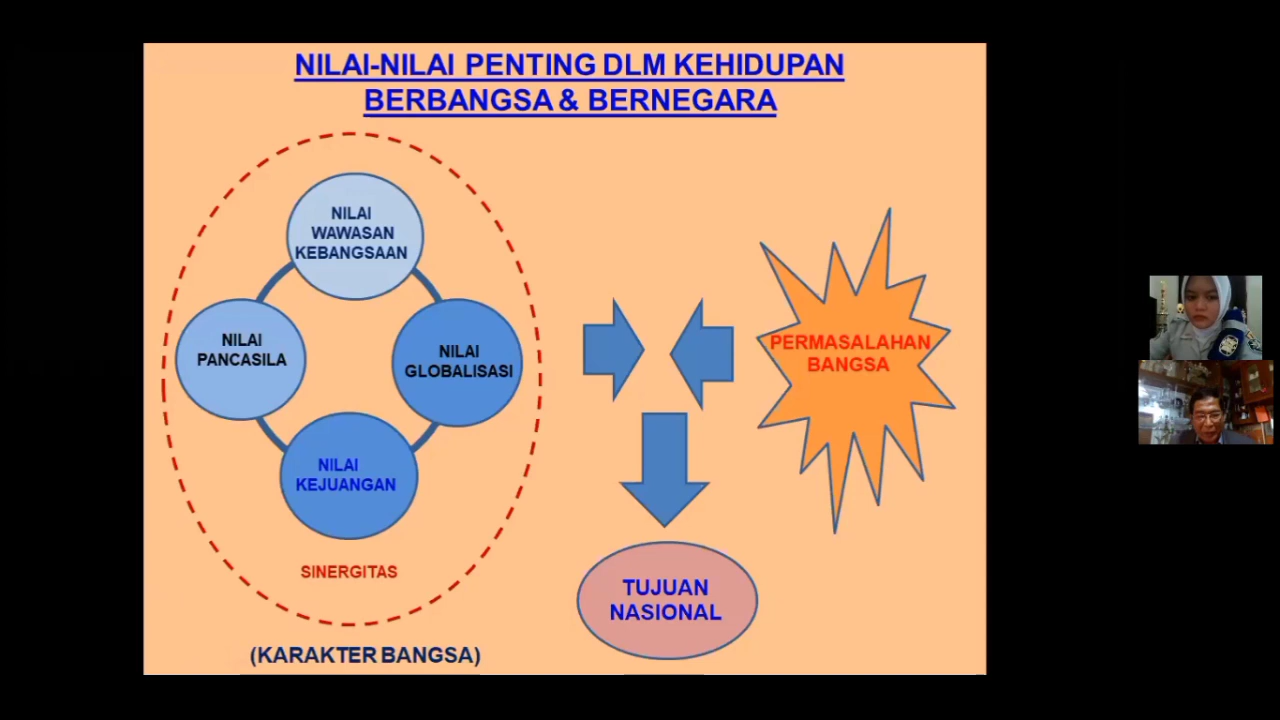 NILAI-NILAI PENTING DLM KEHIDUPAN
BERBANGSA & BERNEGARA
NILAI
WAWASAN
KEBANGSAAN
NILAI
PANCASILA
NILAI
GLOBALISASI
NILAI
KEJUANGAN
SINERGITAS
(KARAKTER BANGSA)
PERMASALAHAN
BANGSA
TUJUAN
NASIONAL